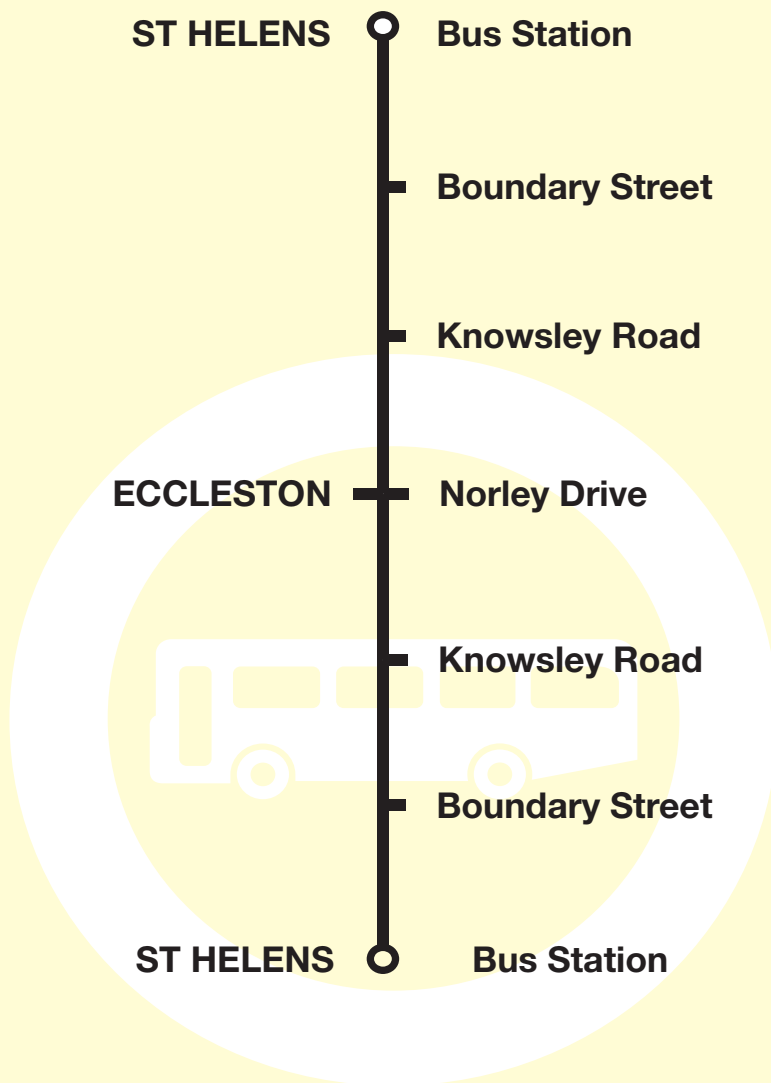 ST HELENS Bus Station
Boundary Street
Knowsley Road
ECCLESTON Norley Drive
Knowsley Road
Boundary Street
ST HELENS Bus Station